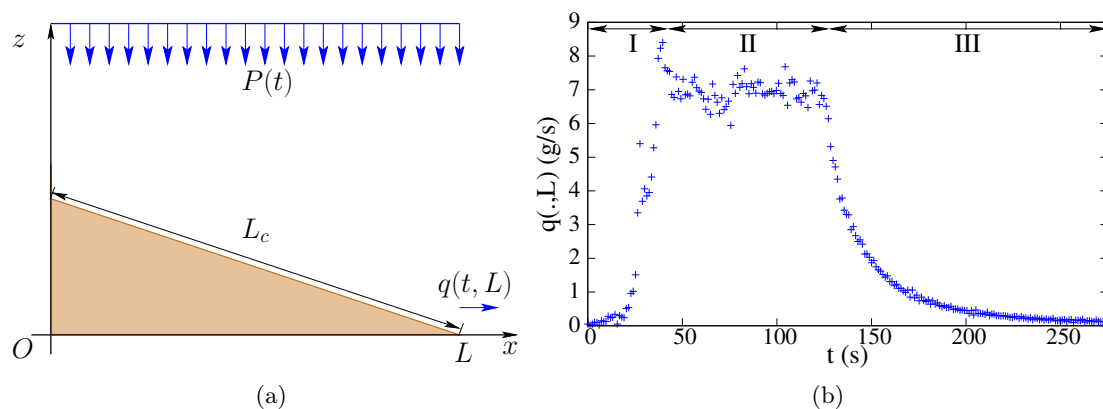 z
P(t)
L_c
q(t, L)
O
L
x
(a)
q(.,L) (g/s)
9
8
7
6
5
4
3
2
1
0
I
II
III
0
50
100
150
200
250
t (s)
(b)